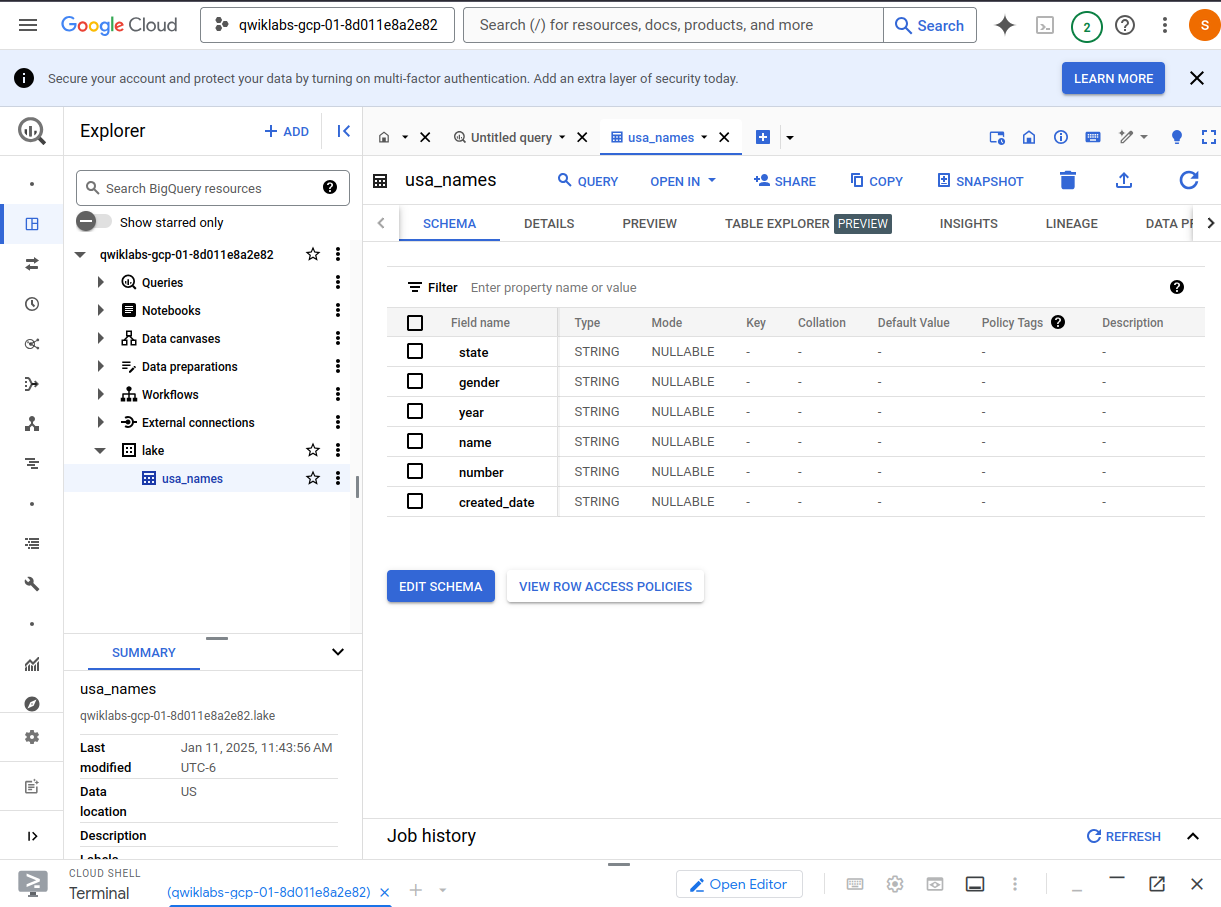 Google Cloud
qwiklabs-gcp-01-8d011e8a2e82
Search (/) for resources, docs, products, and more
Search
2
S
Secure your account and protect your data by turning on multi-factor authentication. Add an extra layer of security today.
LEARN MORE
Explorer
ADD
Untitled query
usa_names
Search BigQuery resources
Show starred only
qwiklabs-gcp-01-8d011e8a2e82
Queries
Notebooks
Data canvases
Data preparations
Workflows
External connections
lake
usa_names
SUMMARY
usa_names
qwiklabs-gcp-01-8d011e8a2e82.lake
Last modified Jan 11, 2025, 11:43:56 AM UTC-6
Data location US
Description
Labels
usa_names
QUERY
OPEN IN
SHARE
COPY
SNAPSHOT
SCHEMA DETAILS PREVIEW TABLE EXPLORER PREVIEW INSIGHTS LINEAGE DATA PR
Filter Enter property name or value
Field name Type Mode Key Collation Default Value Policy Tags Description
state STRING NULLABLE - - - - -
gender STRING NULLABLE - - - - -
year STRING NULLABLE - - - - -
name STRING NULLABLE - - - - -
number STRING NULLABLE - - - - -
created_date STRING NULLABLE - - - - -
EDIT SCHEMA
VIEW ROW ACCESS POLICIES
Job history
REFRESH
CLOUD SHELL
Terminal
(qwiklabs-gcp-01-8d011e8a2e82)
Open Editor